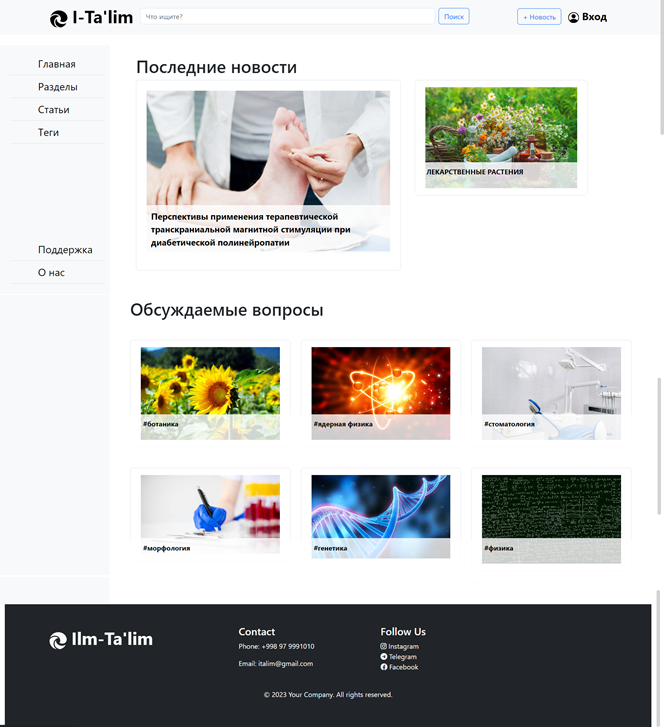 I-Ta'lim
Что ищите?
Поиск
+ Новость
Вход
Главная
Разделы
Статьи
Теги
Поддержка
О нас
Последние новости
Перспективы применения терапевтической
транскраниальной магнитной стимуляции при
диабетической полинейропатии
ЛЕКАРСТВЕННЫЕ РАСТЕНИЯ
Обсуждаемые вопросы
#ботаника
#ядерная физика
#стоматология
#морфология
#генетика
#физика
Ilm-Ta'lim
Contact
Phone: +998 97 9991010
Email: italim@gmail.com
Follow Us
Instagram
Telegram
Facebook
© 2023 Your Company. All rights reserved.